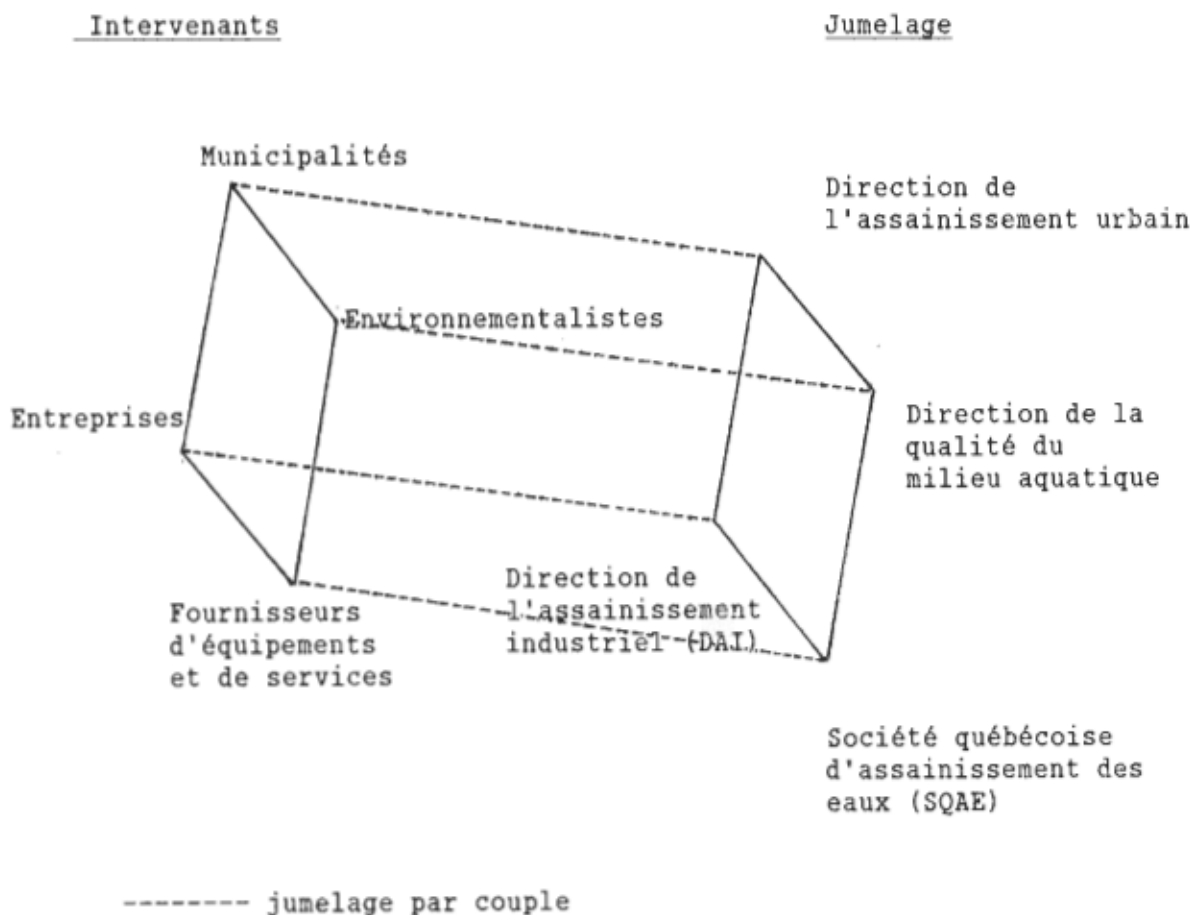 Intervenants
Jumelage
Municipalités
Direction de
l'assainissement urbain
Environnementalistes
Entreprises
Direction de la
qualité du
milieu aquatique
Direction de
l'assainissement
industriel (DAI)
Fournisseurs
d'équipements
et de services
Société québécoise
d'assainissement des
eaux (SQAE)
-------- jumelage par couple